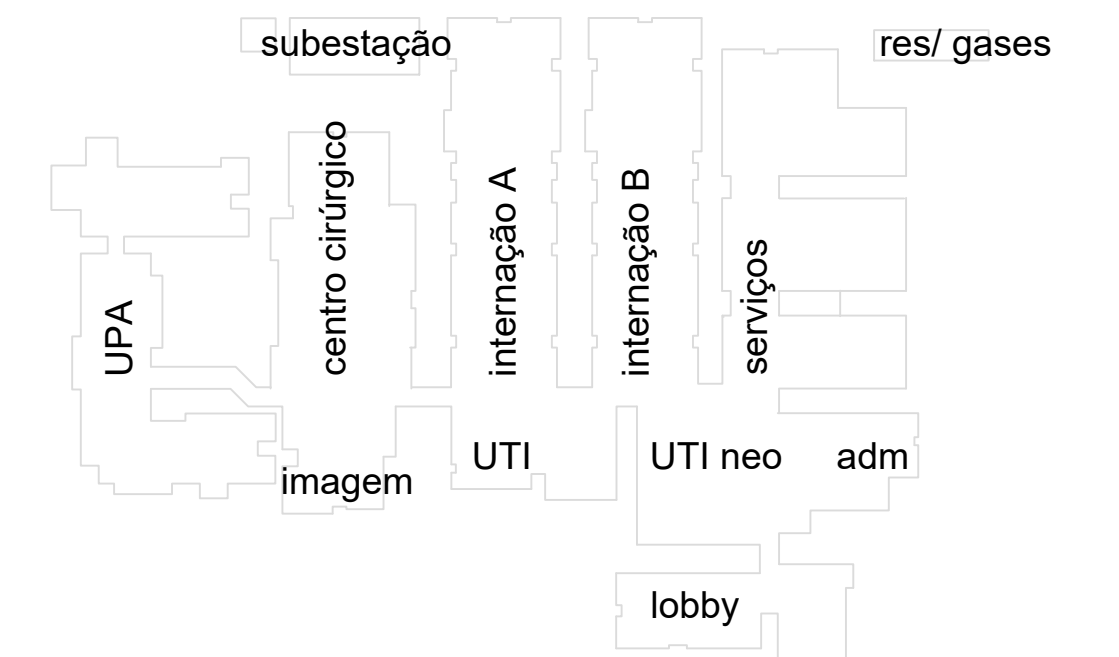 subestação
res/ gases
centro cirúrgico
internação A
internação B
serviços
UPA
UTI
UTI neo
adm
imagem
lobby